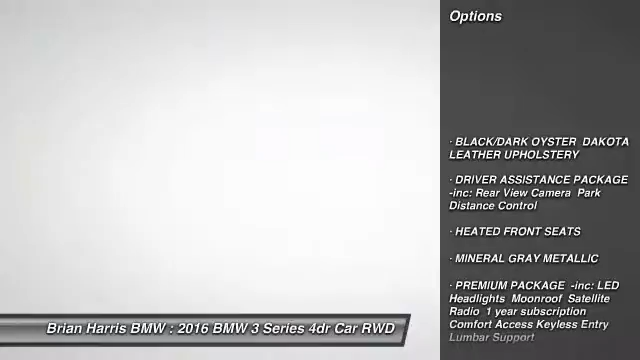 Options
· BLACK/DARK OYSTER DAKOTA
LEATHER UPHOLSTERY
· DRIVER ASSISTANCE PACKAGE
-inc: Rear View Camera Park
Distance Control
· HEATED FRONT SEATS
· MINERAL GRAY METALLIC
· PREMIUM PACKAGE -inc: LED
Headlights Moonroof Satellite
Radio 1 year subscription
Comfort Access Keyless Entry
Lumbar Support
Brian Harris BMW : 2016 BMW 3 Series 4dr Car RWD